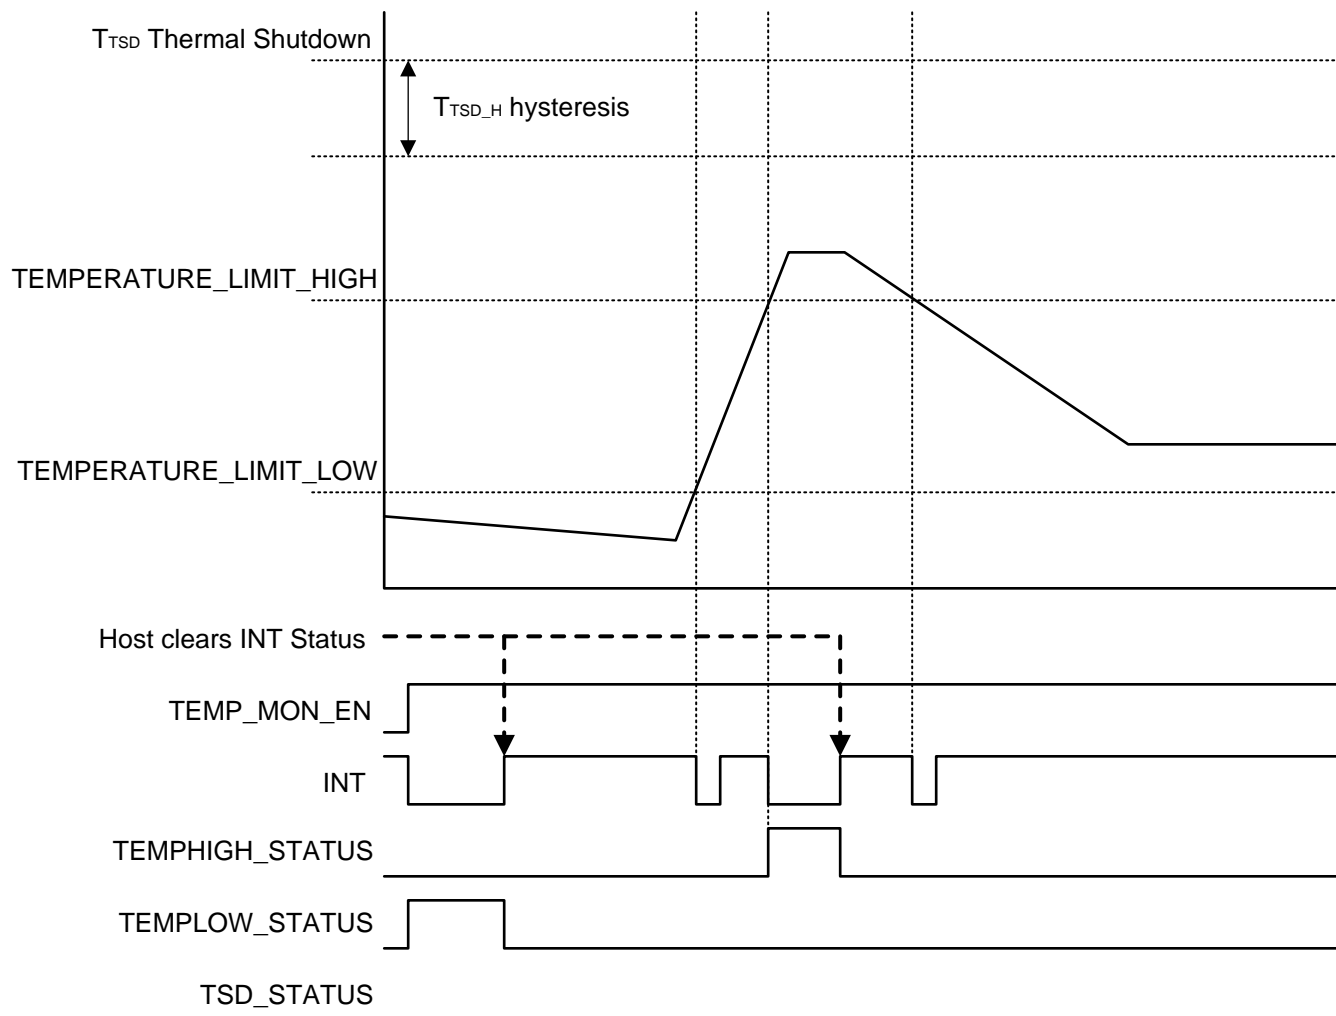 TTSD Thermal Shutdown
TTSD_H hysteresis
TEMPERATURE_LIMIT_HIGH
TEMPERATURE_LIMIT_LOW
Host clears INT Status
TEMP_MON_EN
INT
TEMPHIGH_STATUS
TEMPLOW_STATUS
TSD_STATUS